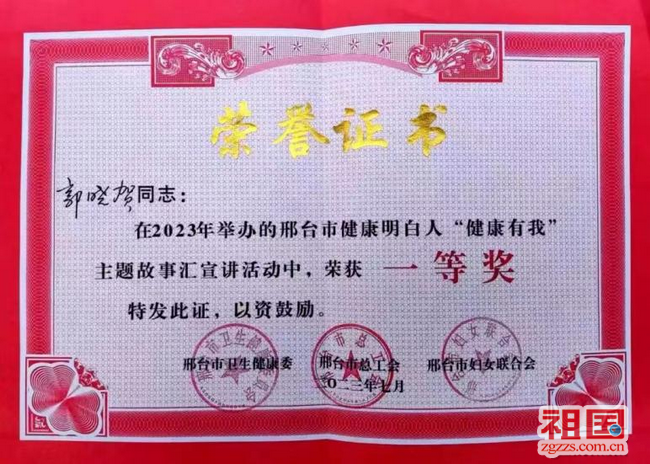 荣誉证书
郭晓贺同志：
在2023年举办的邢台市健康明白人“健康有我”
主题故事汇宣讲活动中，荣获 一等奖
特发此证，以资鼓励。
邢台市卫生健康委 邢台市总工会 邢台市妇女联合会
二〇二三年七月
祖国
zgzzs.com.cn